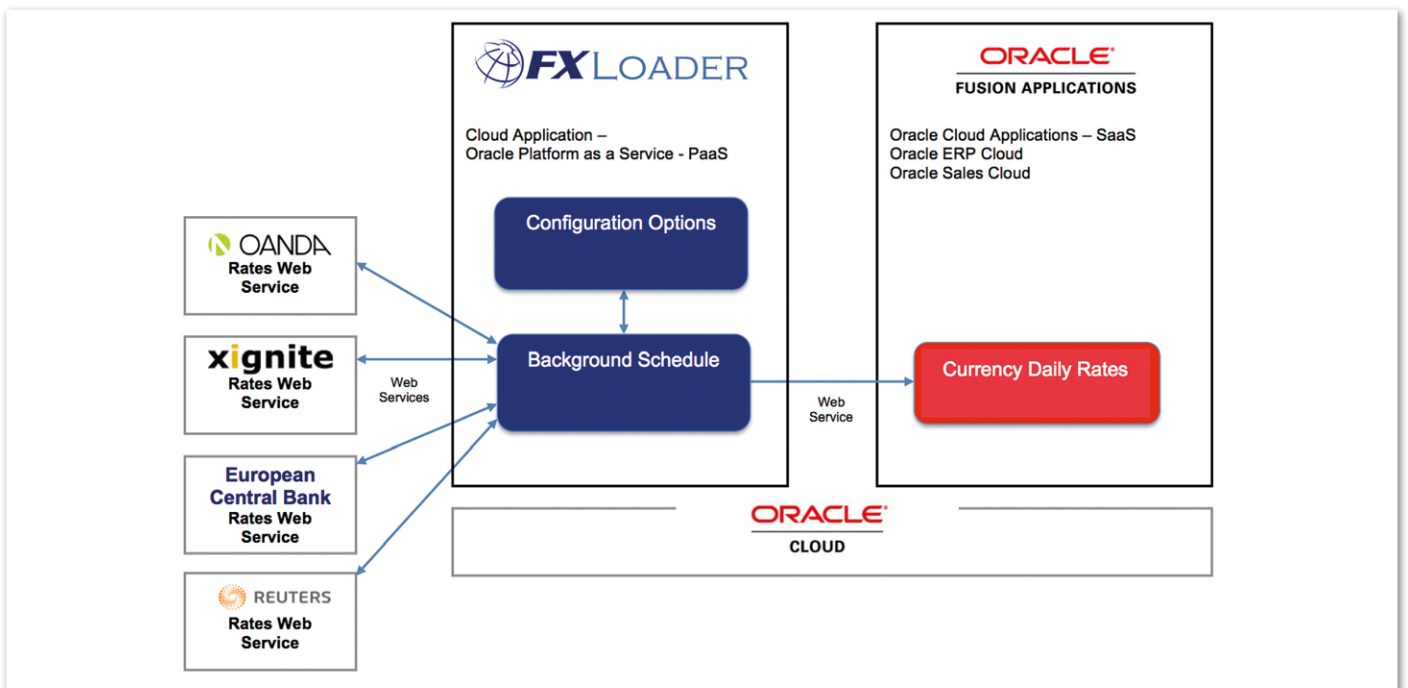 FXLOADER
Cloud Application –
Oracle Platform as a Service - PaaS
Configuration Options
Background Schedule
ORACLE
FUSION APPLICATIONS
Oracle Cloud Applications – SaaS
Oracle ERP Cloud
Oracle Sales Cloud
Currency Daily Rates
OANDA
Rates Web
Service
xignite
Rates Web
Service
European
Central Bank
Rates Web
Service
REUTERS
Rates Web
Service
Web
Services
Web
Service
ORACLE
CLOUD